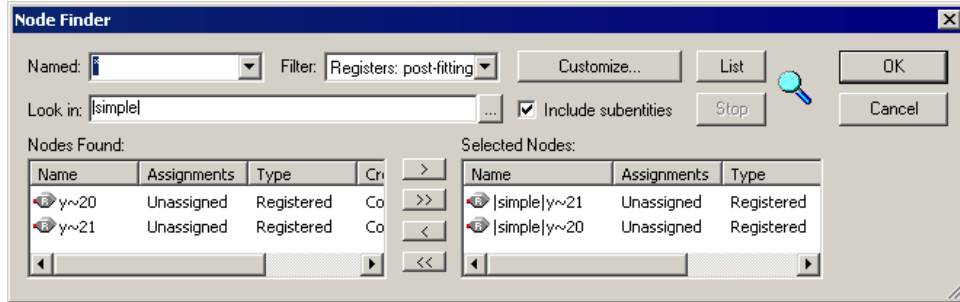 Node Finder
Named: * Filter: Registers: post-fitting Customize... List OK
Look in: |simple| ... Include subentities Stop Cancel
Nodes Found: Selected Nodes:
Name Assignments Type Cr > Name Assignments Type
y~20 Unassigned Registered Co >> |simple|y~21 Unassigned Registered
y~21 Unassigned Registered Co < |simple|y~20 Unassigned Registered
<<